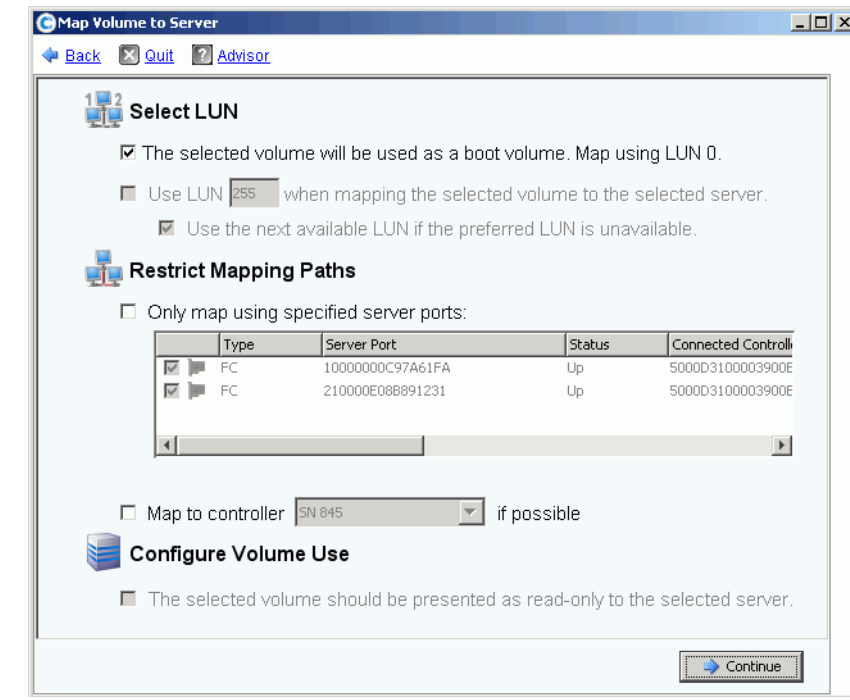 Map Volume to Server
Back Quit Advisor
1 2
Select LUN
The selected volume will be used as a boot volume. Map using LUN 0.
Use LUN 255 when mapping the selected volume to the selected server.
Use the next available LUN if the preferred LUN is unavailable.
Restrict Mapping Paths
Only map using specified server ports:
Type Server Port Status Connected Controll
FC 10000000C97A61FA Up 5000D3100003900E
FC 210000E08B891231 Up 5000D3100003900E
Map to controller SN 845 if possible
Configure Volume Use
The selected volume should be presented as read-only to the selected server.
Continue